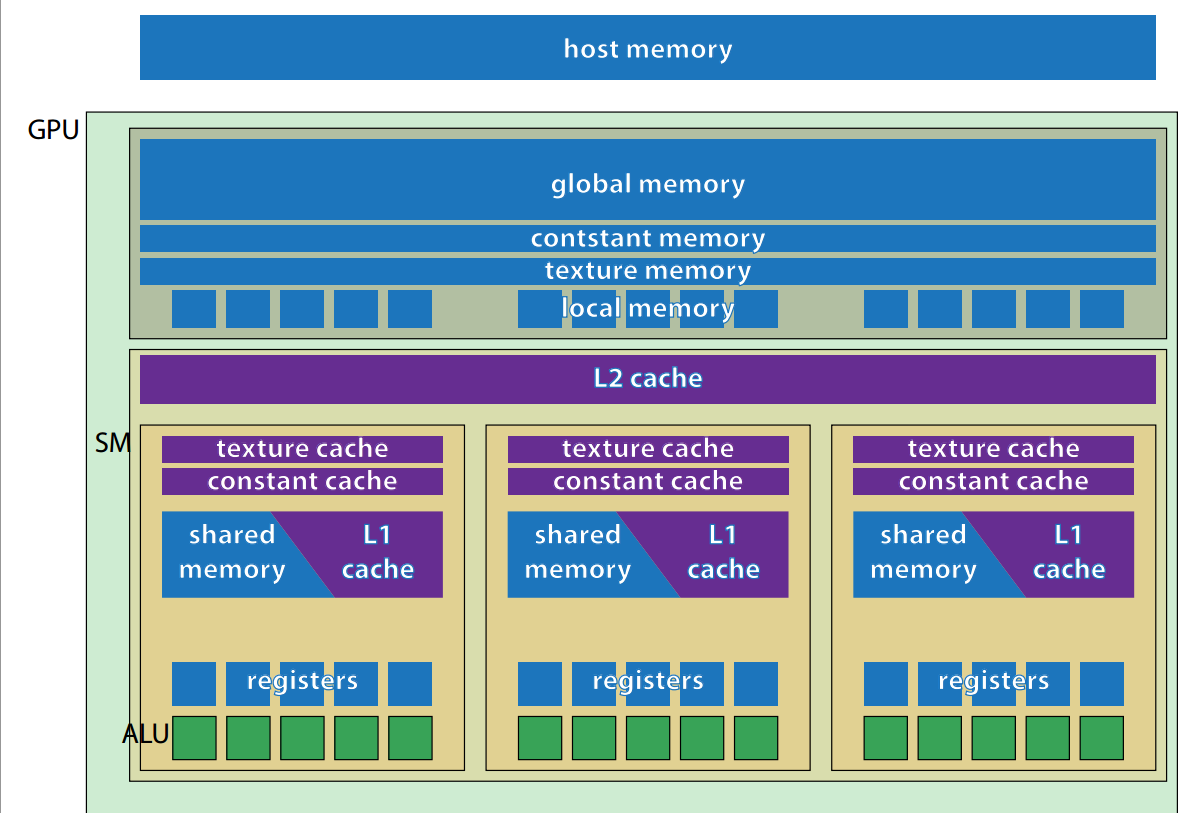 host memory
GPU
global memory
contstant memory
texture memory
local memory
L2 cache
SM
texture cache
constant cache
shared memory
L1 cache
registers
texture cache
constant cache
shared memory
L1 cache
registers
texture cache
constant cache
shared memory
L1 cache
registers
ALU